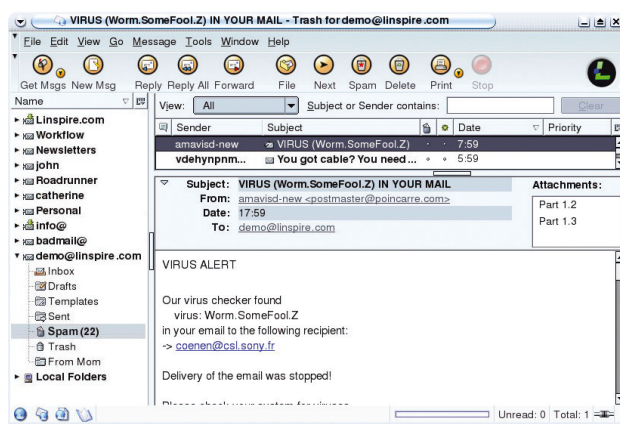 VIRUS (Worm.SomeFool.Z) IN YOUR MAIL - Trash for demo@linspire.com
File Edit View Go Message Tools Window Help
Get Msgs New Msg Reply Reply All Forward File Next Spam Delete Print Stop
Name
View: All Subject or Sender contains: Clear
Sender Subject Date Priority
amavisd-new VIRUS (Worm.SomeFool.Z) 7:59
vdehynpnm... You got cable? You need ... 5:59
Linspire.com
Workflow
Newsletters
john
Roadrunner
catherine
Personal
info@
badmail@
demo@linspire.com
Inbox
Drafts
Templates
Sent
Spam (22)
Trash
From Mom
Local Folders
Subject: VIRUS (Worm.SomeFool.Z) IN YOUR MAIL
From: amavisd-new <postmaster@poincarre.com>
Date: 17:59
To: demo@linspire.com
Attachments:
Part 1.2
Part 1.3
VIRUS ALERT
Our virus checker found
virus: Worm.SomeFool.Z
in your email to the following recipient:
-> coenen@csl.sony.fr
Delivery of the email was stopped!
Please check your system for viruses
Unread: 0 Total: 1